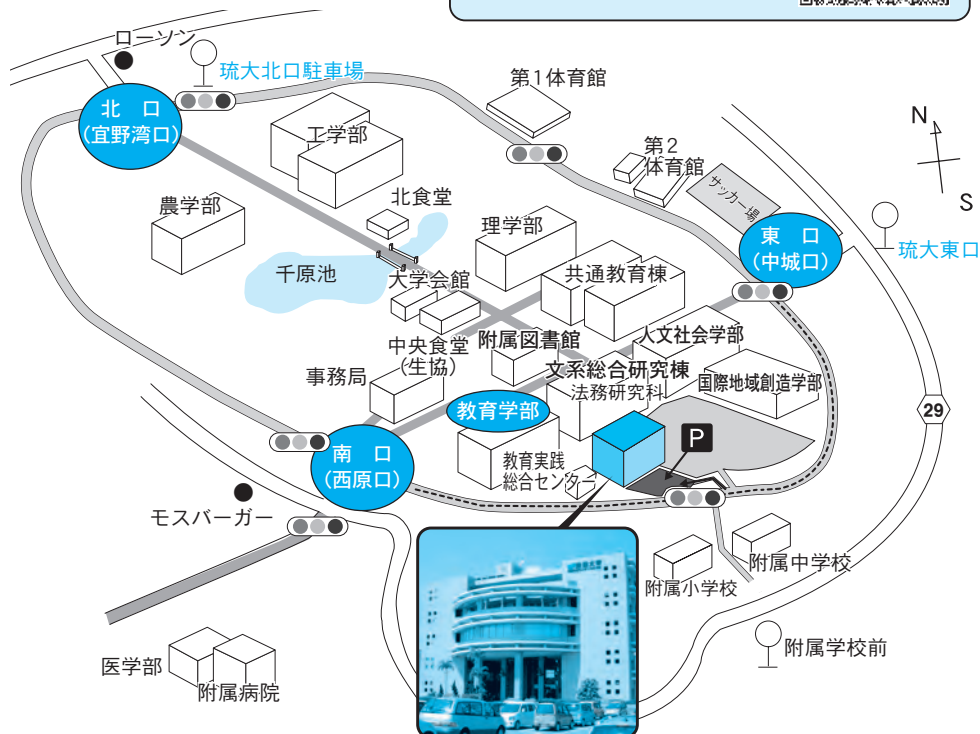 ローソン
琉大北口駐車場
北 口
(宜野湾口)
第1体育館
工学部
第2
体育館
サッカー場
N
S
北食堂
農学部
理学部
東 口
(中城口)
琉大東口
千原池
大学会館
共通教育棟
中央食堂
(生協)
附属図書館
人文社会学部
事務局
文系総合研究棟
法務研究科
国際地域創造学部
教育学部
29
P
南 口
(西原口)
教育実践
総合センター
モスバーガー
附属小学校
附属中学校
附属学校前
医学部
附属病院